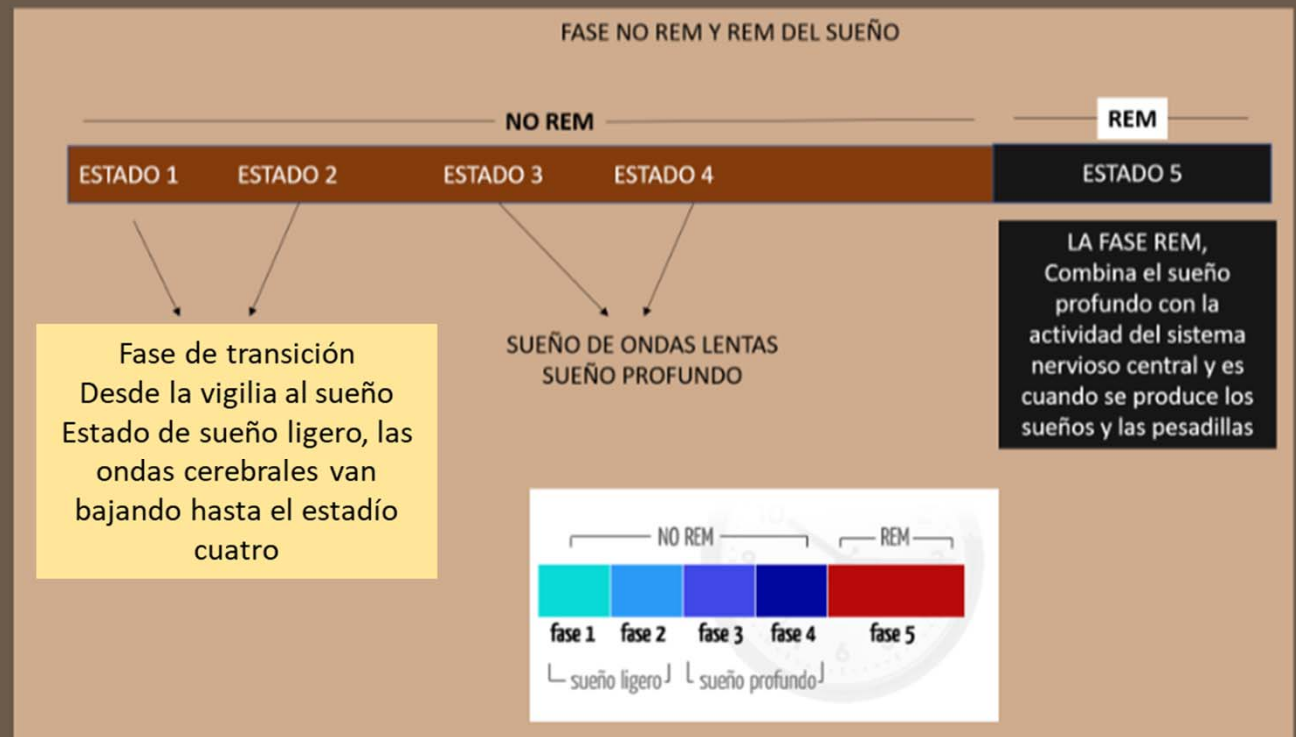 FASE NO REM Y REM DEL SUEÑO
NO REM
REM
ESTADO 1 ESTADO 2 ESTADO 3 ESTADO 4 ESTADO 5
Fase de transición
Desde la vigilia al sueño
Estado de sueño ligero, las
ondas cerebrales van
bajando hasta el estadío
cuatro
SUEÑO DE ONDAS LENTAS
SUEÑO PROFUNDO
LA FASE REM,
Combina el sueño
profundo con la
actividad del sistema
nervioso central y es
cuando se produce los
sueños y las pesadillas
NO REM REM
fase 1 fase 2 fase 3 fase 4 fase 5
sueño ligero sueño profundo